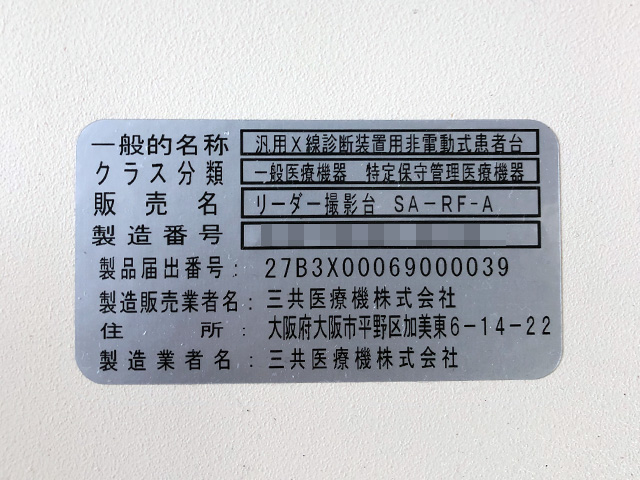 一般的名称 汎用X線診断装置用非電動式患者台
クラス分類 一般医療機器 特定保守管理医療機器
販売名 リーダー撮影台 SA-RF-A
製造番号
製品届出番号: 27B3X00069000039
製造販売業者名: 三共医療機株式会社
住所: 大阪府大阪市平野区加美東6-14-22
製造業者名: 三共医療機株式会社